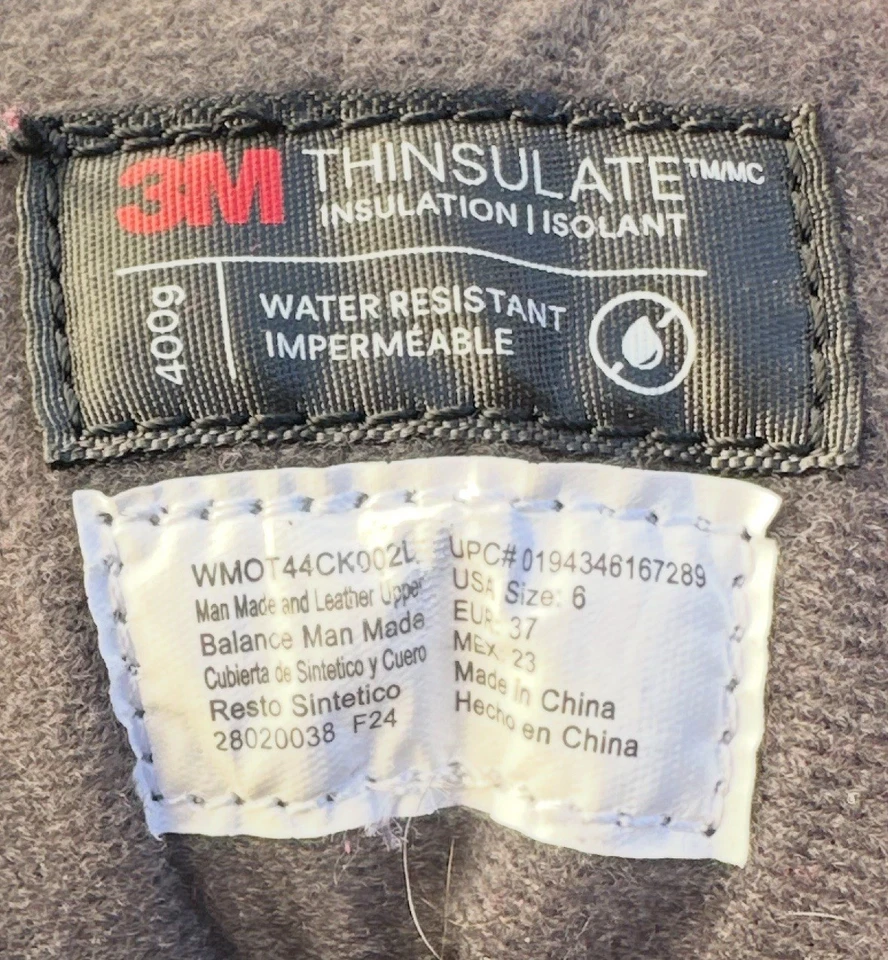 3M THINSULATE™/MC
INSULATION | ISOLANT
400g
WATER RESISTANT
IMPERMÉABLE
WMOT44CK002L
Man Made and Leather Upper
Balance Man Made
Cubierta de Sintetico y Cuero
Resto Sintetico
28020038 F24
UPC# 0194346167289
USA Size: 6
EUR: 37
MEX: 23
Made in China
Hecho en China